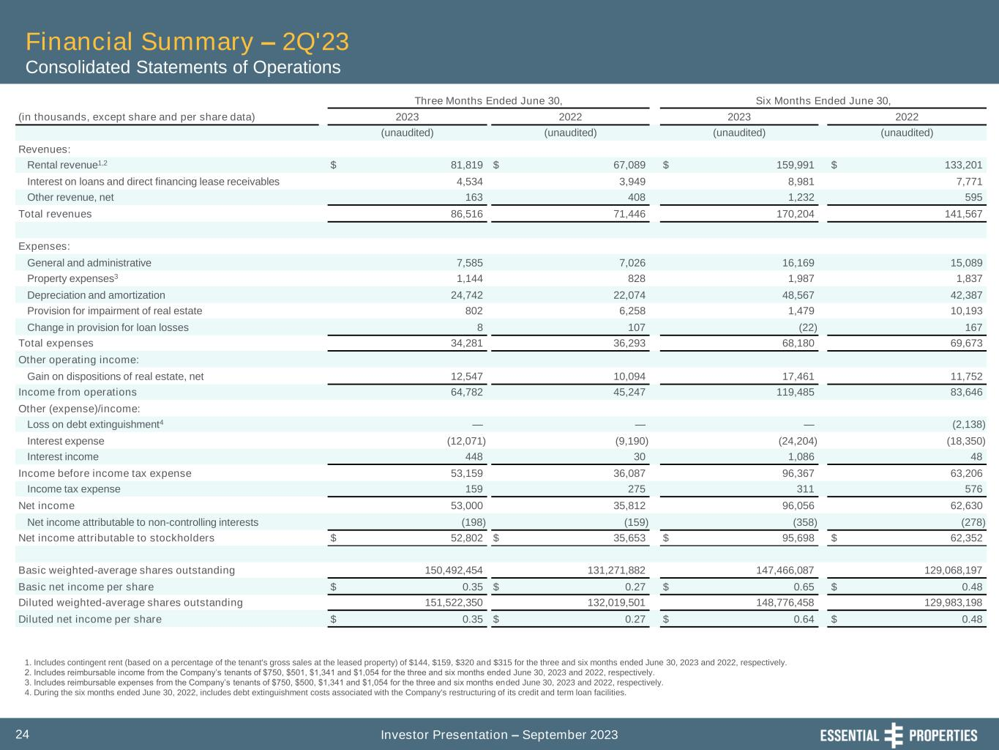 Financial Summary – 2Q'23
Consolidated Statements of Operations
Three Months Ended June 30, Six Months Ended June 30,
(in thousands, except share and per share data) 2023 2022 2023 2022
(unaudited) (unaudited) (unaudited) (unaudited)
Revenues:
Rental revenue1,2 $ 81,819 $ 67,089 $ 159,991 $ 133,201
Interest on loans and direct financing lease receivables 4,534 3,949 8,981 7,771
Other revenue, net 163 408 1,232 595
Total revenues 86,516 71,446 170,204 141,567
Expenses:
General and administrative 7,585 7,026 16,169 15,089
Property expenses3 1,144 828 1,987 1,837
Depreciation and amortization 24,742 22,074 48,567 42,387
Provision for impairment of real estate 802 6,258 1,479 10,193
Change in provision for loan losses 8 107 (22) 167
Total expenses 34,281 36,293 68,180 69,673
Other operating income:
Gain on dispositions of real estate, net 12,547 10,094 17,461 11,752
Income from operations 64,782 45,247 119,485 83,646
Other (expense)/income:
Loss on debt extinguishment4 — — — (2,138)
Interest expense (12,071) (9,190) (24,204) (18,350)
Interest income 448 30 1,086 48
Income before income tax expense 53,159 36,087 96,367 63,206
Income tax expense 159 275 311 576
Net income 53,000 35,812 96,056 62,630
Net income attributable to non-controlling interests (198) (159) (358) (278)
Net income attributable to stockholders $ 52,802 $ 35,653 $ 95,698 $ 62,352
Basic weighted-average shares outstanding 150,492,454 131,271,882 147,466,087 129,068,197
Basic net income per share $ 0.35 $ 0.27 $ 0.65 $ 0.48
Diluted weighted-average shares outstanding 151,522,350 132,019,501 148,776,458 129,983,198
Diluted net income per share $ 0.35 $ 0.27 $ 0.64 $ 0.48
1. Includes contingent rent (based on a percentage of the tenant's gross sales at the leased property) of $144, $159, $320 and $315 for the three and six months ended June 30, 2023 and 2022, respectively.
2. Includes reimbursable income from the Company's tenants of $750, $501, $1,341 and $1,054 for the three and six months ended June 30, 2023 and 2022, respectively.
3. Includes reimbursable expenses from the Company's tenants of $750, $500, $1,341 and $1,054 for the three and six months ended June 30, 2023 and 2022, respectively.
4. During the six months ended June 30, 2022, includes debt extinguishment costs associated with the Company's restructuring of its credit and term loan facilities.
24 Investor Presentation – September 2023 ESSENTIAL PROPERTIES